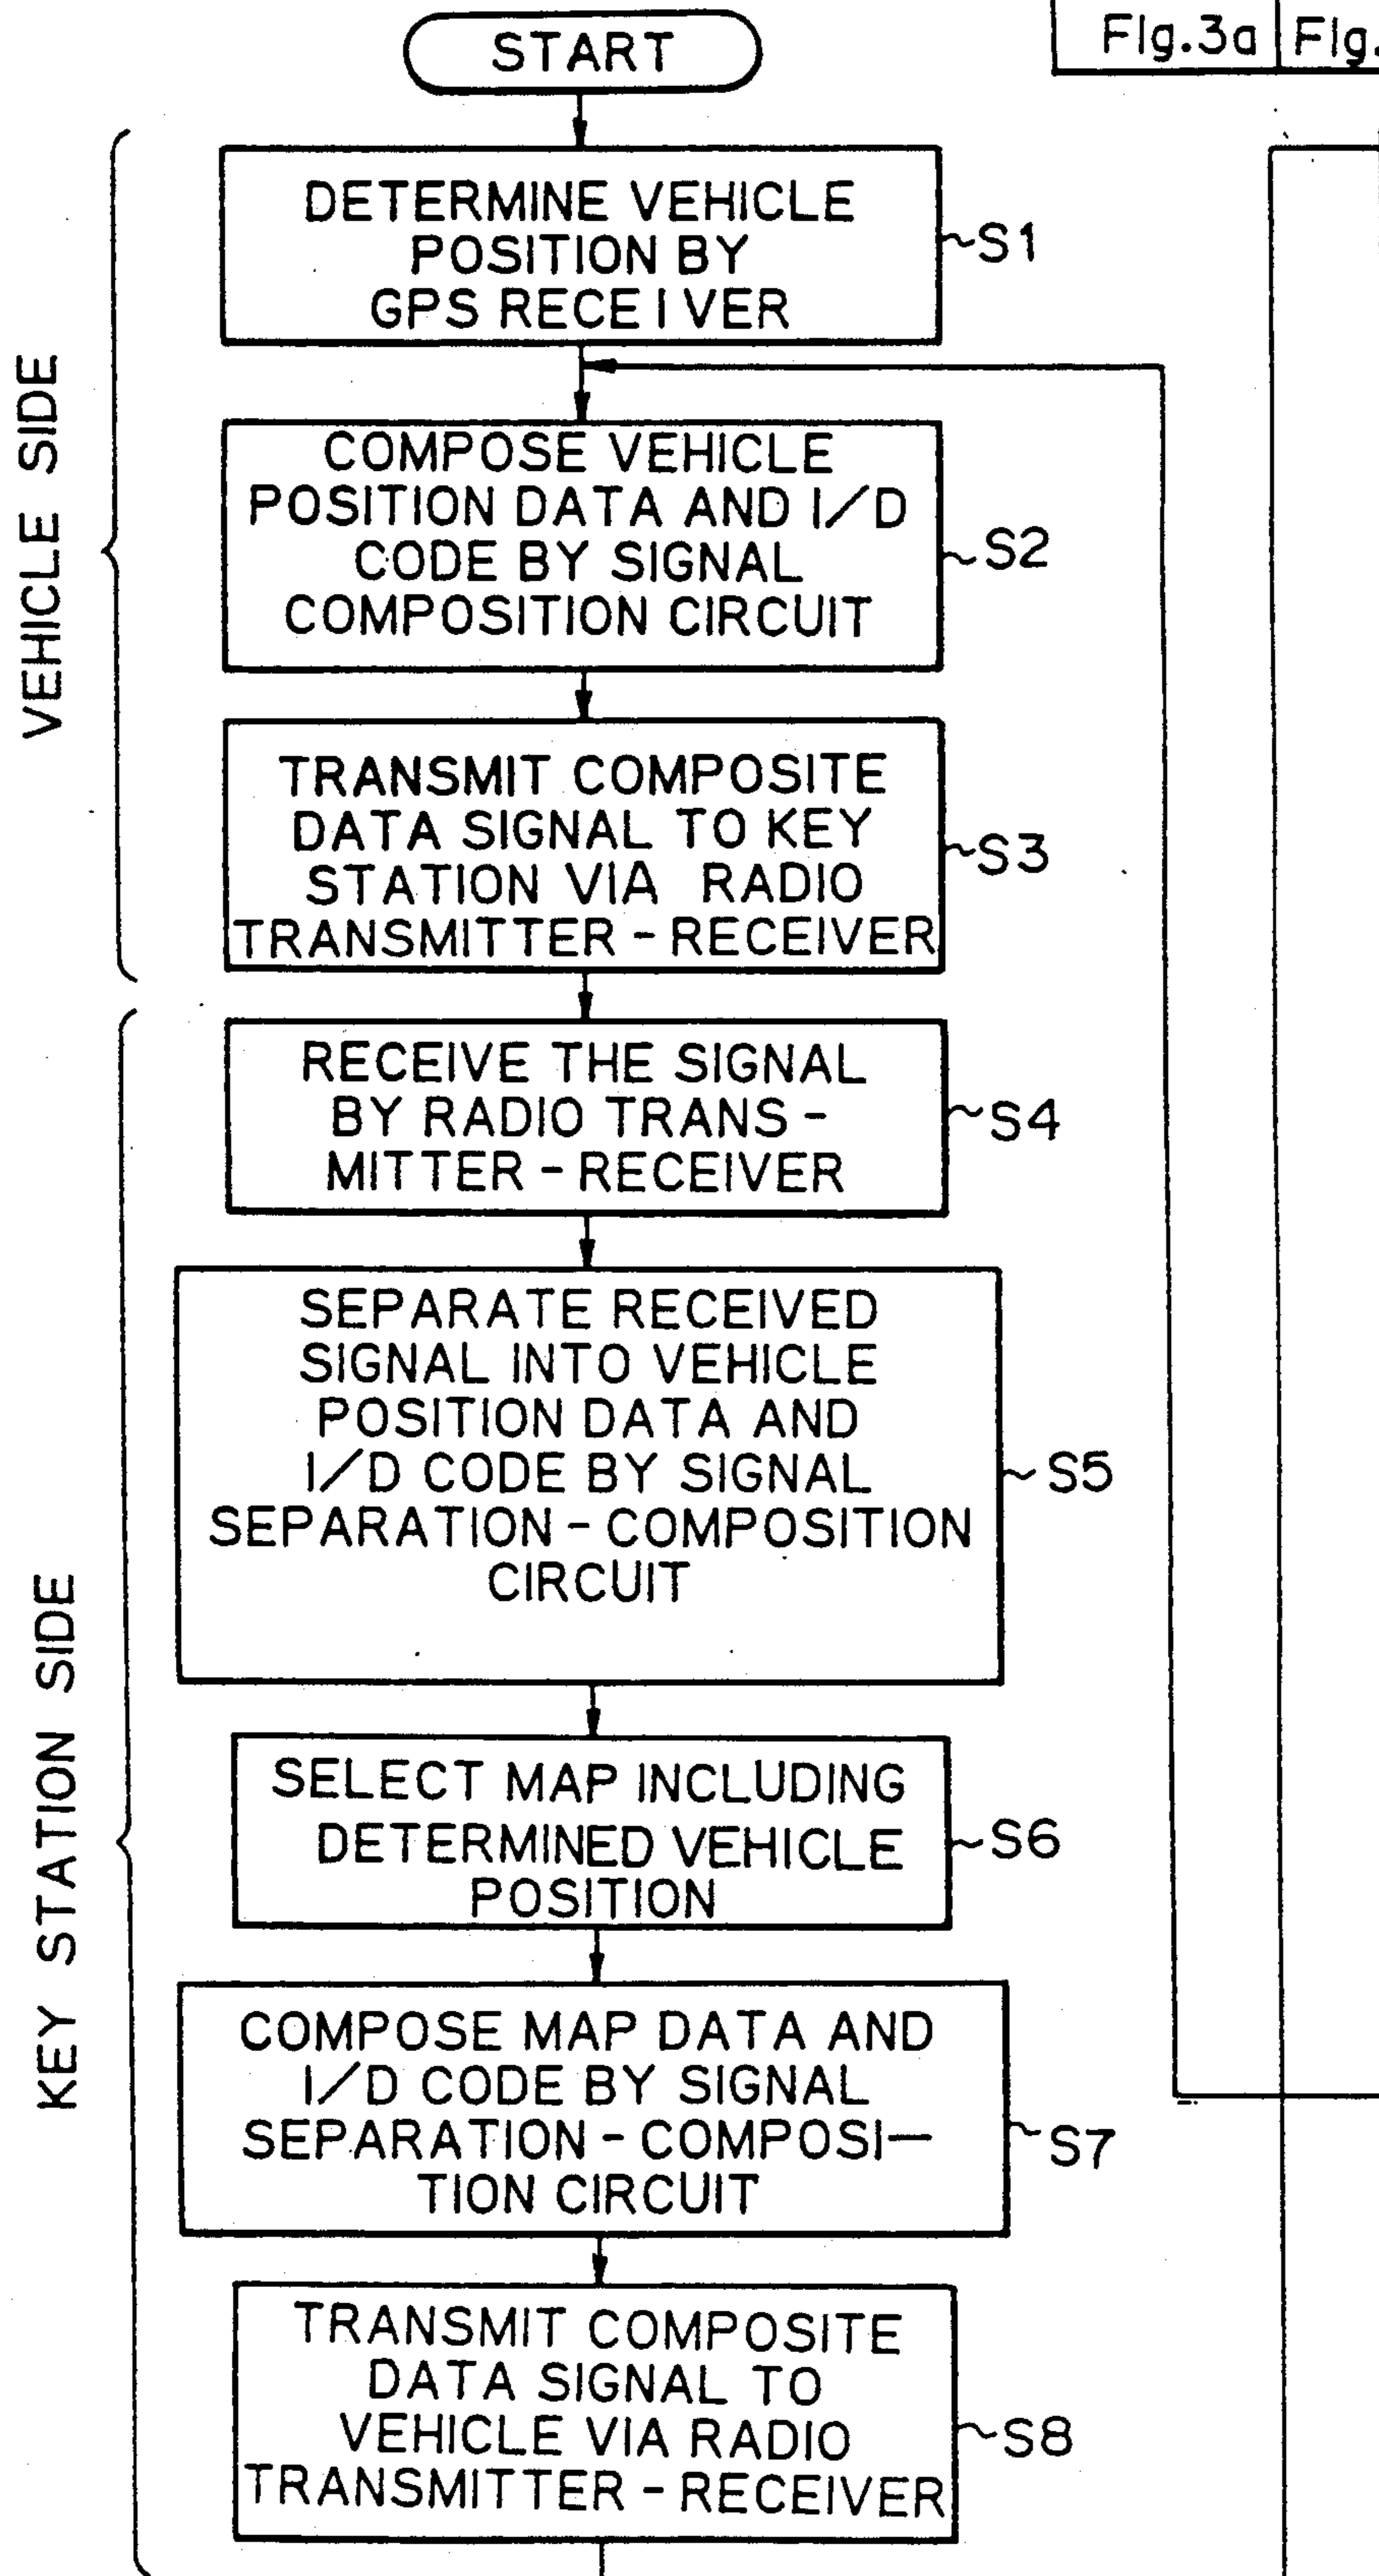 Fig.3a Fig.
START
DETERMINE VEHICLE
POSITION BY
GPS RECEIVER
S1
COMPOSE VEHICLE
POSITION DATA AND I/D
CODE BY SIGNAL
COMPOSITION CIRCUIT
S2
TRANSMIT COMPOSITE
DATA SIGNAL TO KEY
STATION VIA RADIO
TRANSMITTER-RECEIVER
S3
VEHICLE SIDE
RECEIVE THE SIGNAL
BY RADIO TRANS-
MITTER-RECEIVER
S4
SEPARATE RECEIVED
SIGNAL INTO VEHICLE
POSITION DATA AND
I/D CODE BY SIGNAL
SEPARATION-COMPOSITION
CIRCUIT
S5
SELECT MAP INCLUDING
DETERMINED VEHICLE
POSITION
S6
COMPOSE MAP DATA AND
I/D CODE BY SIGNAL
SEPARATION-COMPOSI-
TION CIRCUIT
S7
TRANSMIT COMPOSITE
DATA SIGNAL TO
VEHICLE VIA RADIO
TRANSMITTER-RECEIVER
S8
KEY STATION SIDE